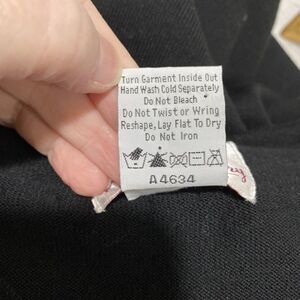 Turn Garment Inside Out
Hand Wash Cold Separately
Do Not Bleach
Do Not Twist or Wring
Reshape, Lay Flat To Dry
Do Not Iron
A4634